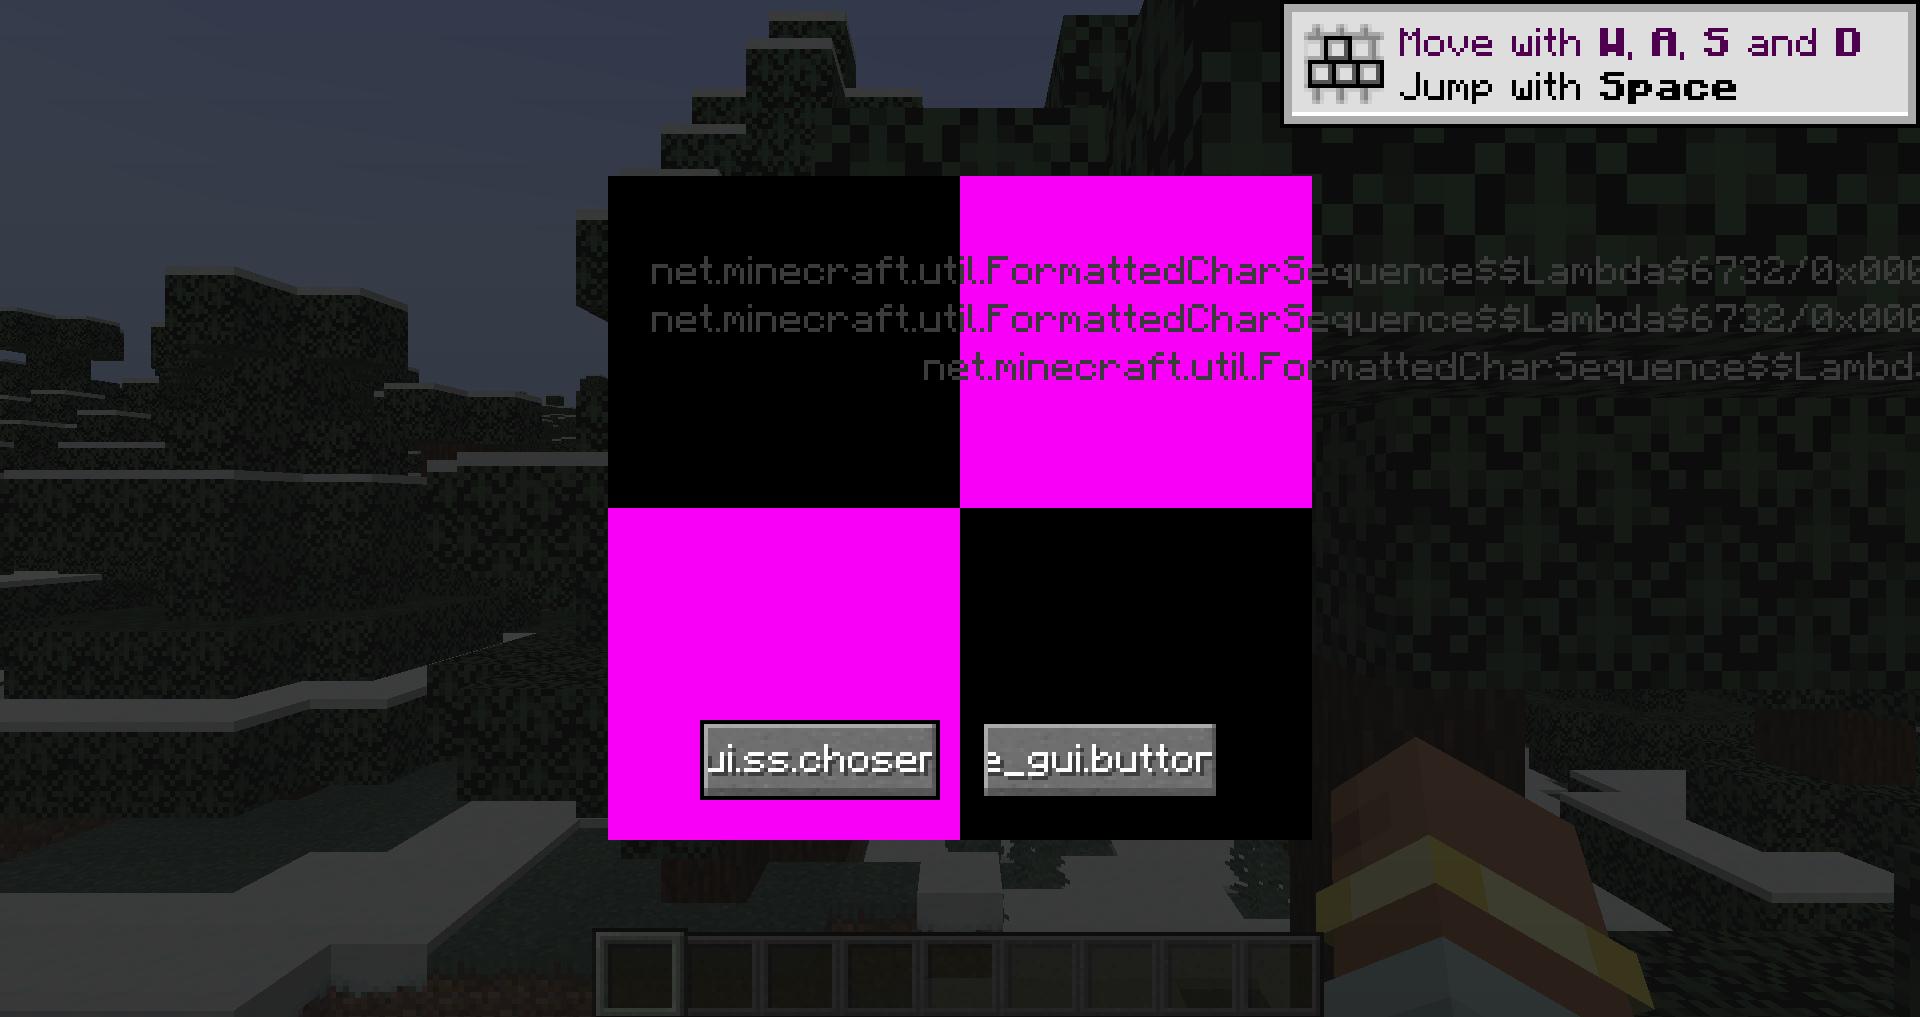 Move with W, A, S and D
Jump with Space
net.minecraft.util.FormattedCharSequence$$Lambda$6732/0x000
net.minecraft.util.FormattedCharSequence$$Lambda$6732/0x000
net.minecraft.util.FormattedCharSequence$$Lambda
ui.ss.chosen
e_gui.button